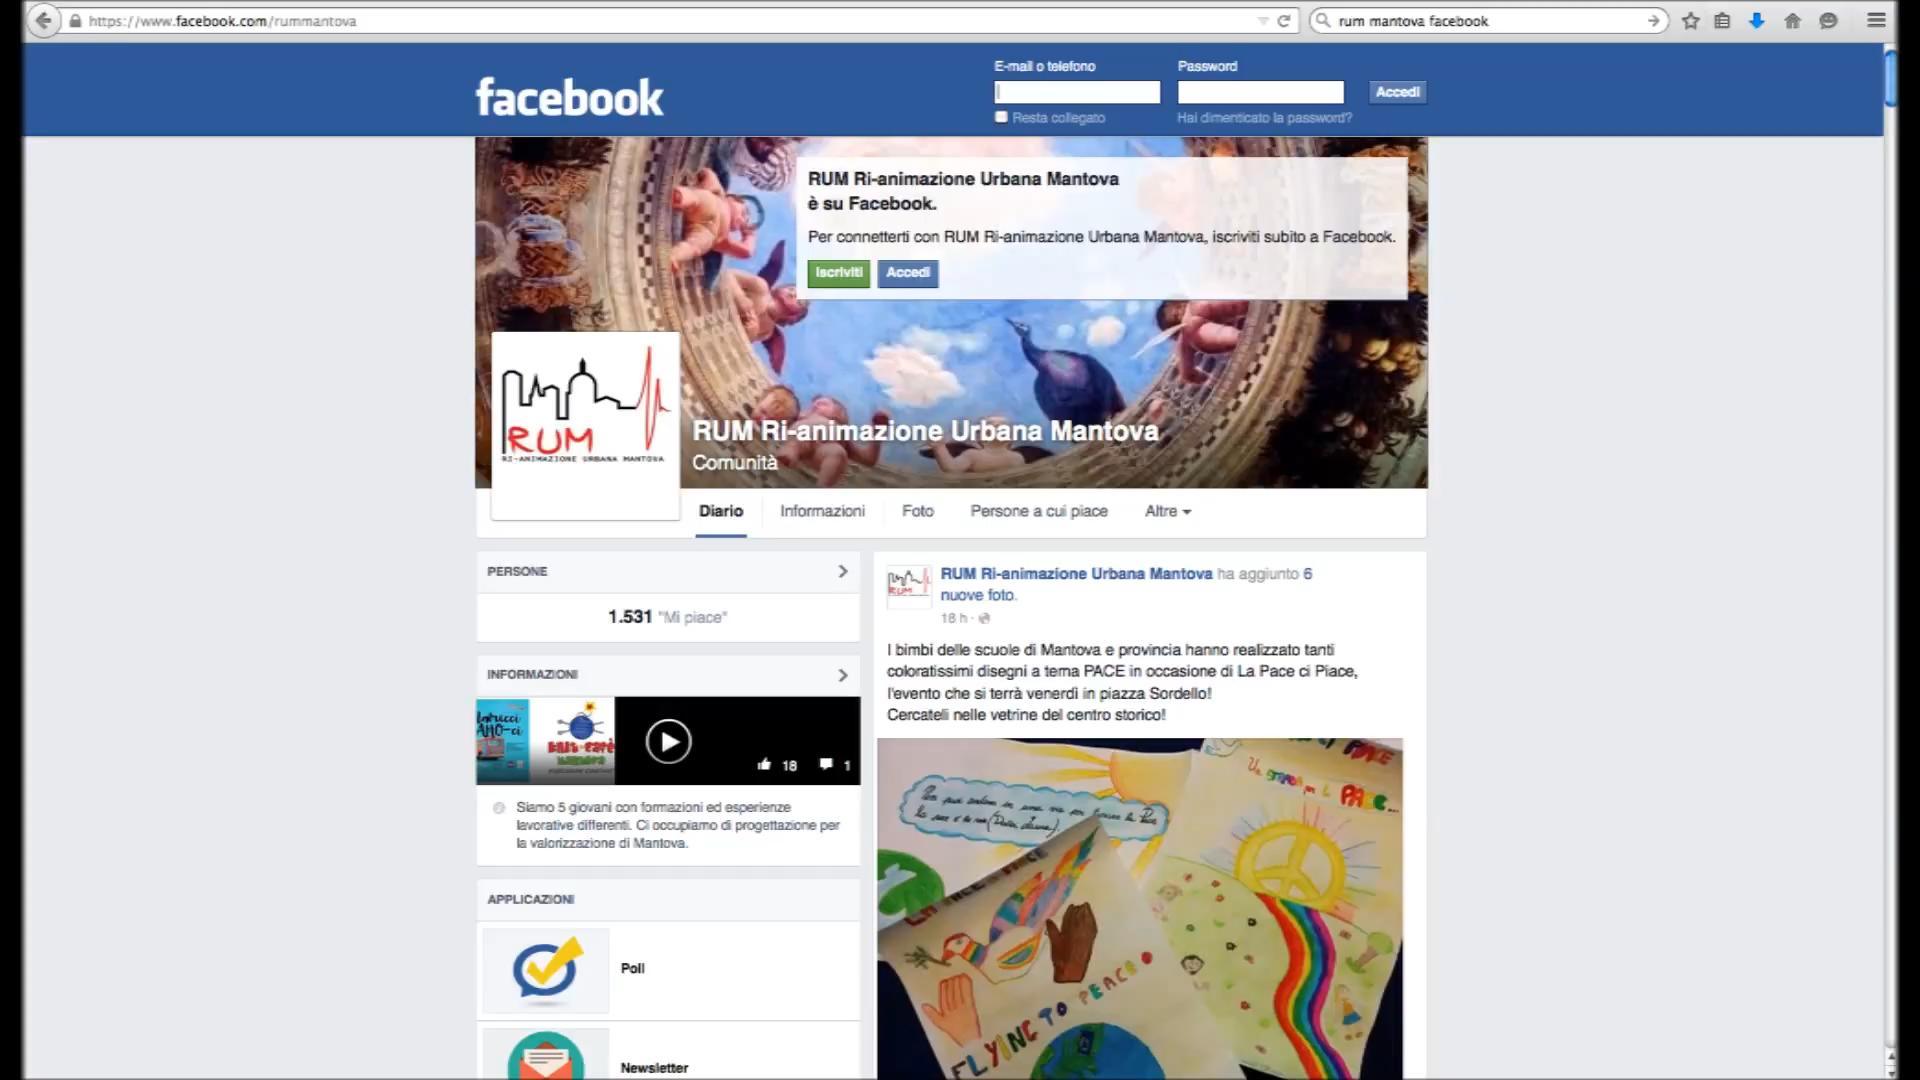 https://www.facebook.com/rummantova
rum mantova facebook
facebook
E-mail o telefono
Password
Accedi
Resta collegato
Hai dimenticato la password?
RUM Ri-animazione Urbana Mantova
è su Facebook.
Per connetterti con RUM Ri-animazione Urbana Mantova, iscriviti subito a Facebook.
Iscriviti
Accedi
RUM
RI-ANIMAZIONE URBANA MANTOVA
RUM Ri-animazione Urbana Mantova
Comunità
Diario
Informazioni
Foto
Persone a cui piace
Altre
PERSONE
1.531 "Mi piace"
INFORMAZIONI
18
1
Siamo 5 giovani con formazioni ed esperienze
lavorative differenti. Ci occupiamo di progettazione per
la valorizzazione di Mantova.
APPLICAZIONI
Poll
Newsletter
RUM
RUM Ri-animazione Urbana Mantova ha aggiunto 6
nuove foto.
18 h ·
I bimbi delle scuole di Mantova e provincia hanno realizzato tanti
coloratissimi disegni a tema PACE in occasione di La Pace ci Piace,
l'evento che si terrà venerdì in piazza Sordello!
Cercateli nelle vetrine del centro storico!
PACE...
FLYING TO PEACE